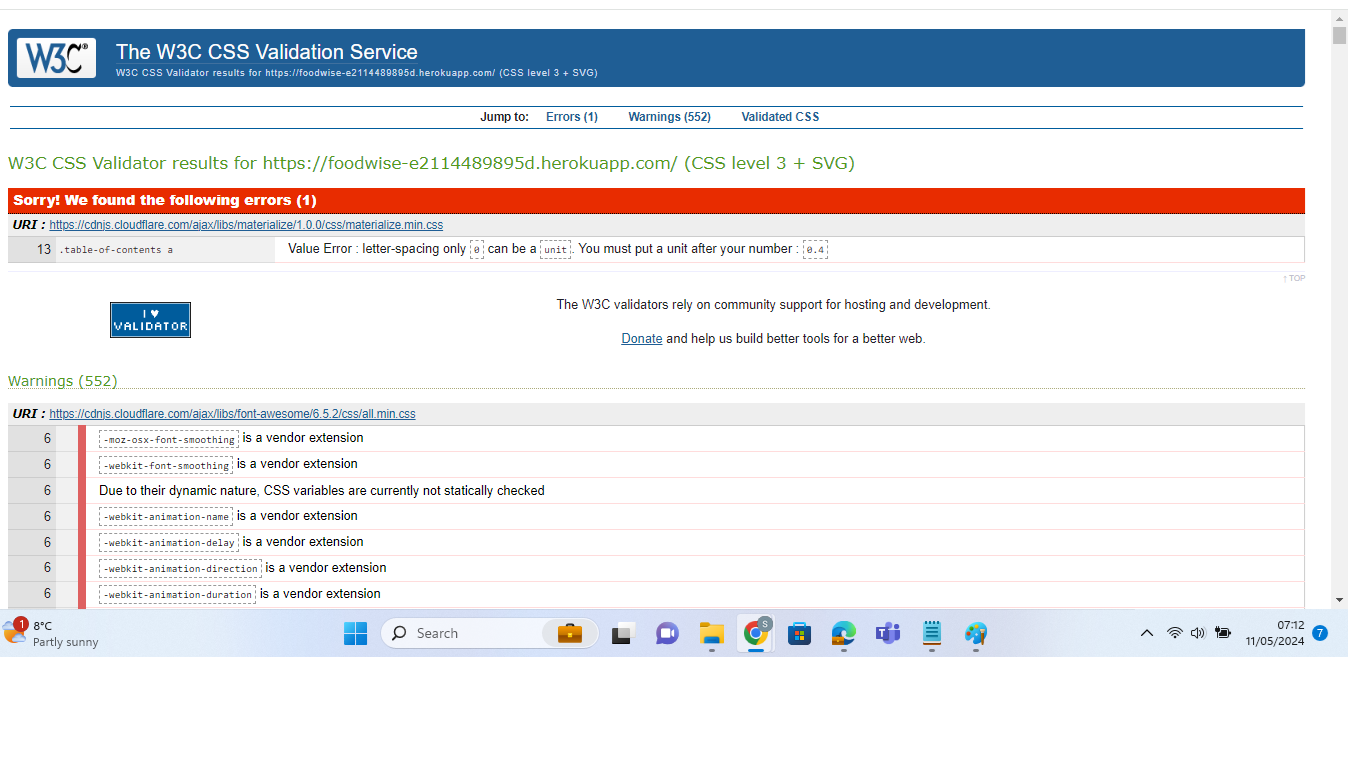 W3C®
The W3C CSS Validation Service
W3C CSS Validator results for https://foodwise-e2114489895d.herokuapp.com/ (CSS level 3 + SVG)
Jump to: Errors (1) Warnings (552) Validated CSS
W3C CSS Validator results for https://foodwise-e2114489895d.herokuapp.com/ (CSS level 3 + SVG)
Sorry! We found the following errors (1)
URI : https://cdnjs.cloudflare.com/ajax/libs/materialize/1.0.0/css/materialize.min.css
13 .table-of-contents a Value Error : letter-spacing only 0 can be a unit. You must put a unit after your number : 0.4
↑ TOP
I ♥
VALIDATOR
The W3C validators rely on community support for hosting and development.
Donate and help us build better tools for a better web.
Warnings (552)
URI : https://cdnjs.cloudflare.com/ajax/libs/font-awesome/6.5.2/css/all.min.css
6 -moz-osx-font-smoothing is a vendor extension
6 -webkit-font-smoothing is a vendor extension
6 Due to their dynamic nature, CSS variables are currently not statically checked
6 -webkit-animation-name is a vendor extension
6 -webkit-animation-delay is a vendor extension
6 -webkit-animation-direction is a vendor extension
6 -webkit-animation-duration is a vendor extension
1
8°C
Partly sunny
Search
S
07:12
11/05/2024
7